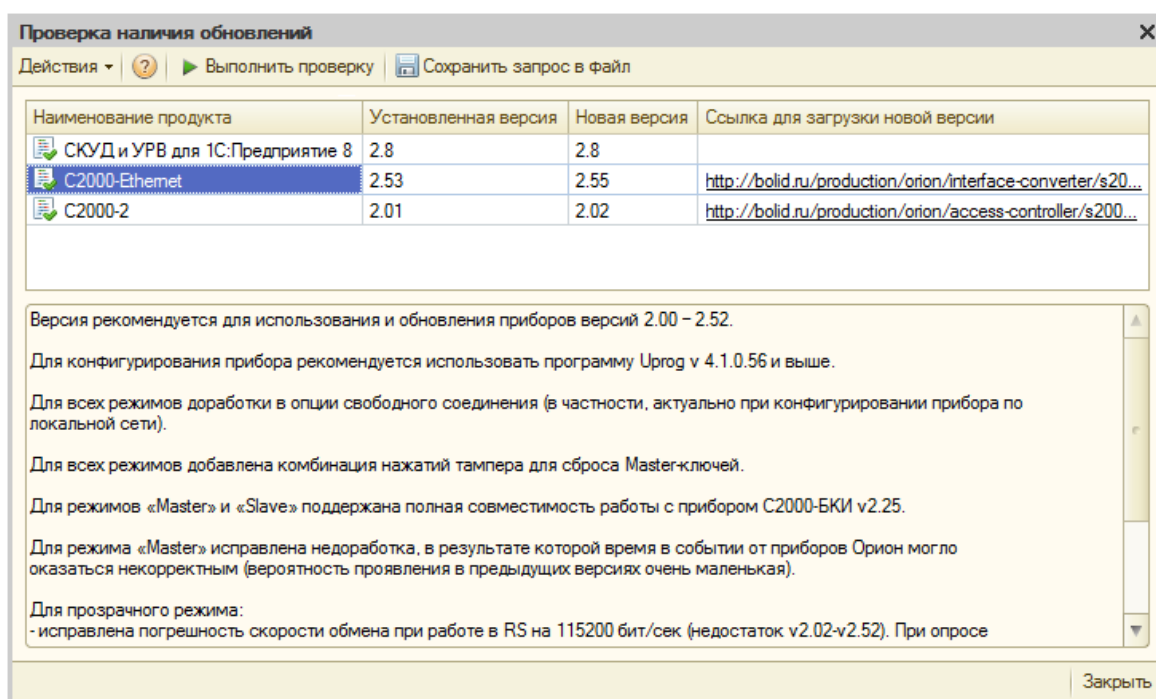 Проверка наличия обновлений
Действия Выполнить проверку Сохранить запрос в файл
Наименование продукта Установленная версия Новая версия Ссылка для загрузки новой версии
СКУД и УРВ для 1С:Предприятие 8 2.8 2.8
C2000-Ethernet 2.53 2.55 http://bolid.ru/production/orion/interface-converter/s20...
C2000-2 2.01 2.02 http://bolid.ru/production/orion/access-controller/s200...
Версия рекомендуется для использования и обновления приборов версий 2.00 – 2.52.
Для конфигурирования прибора рекомендуется использовать программу Uprog v 4.1.0.56 и выше.
Для всех режимов доработки в опции свободного соединения (в частности, актуально при конфигурировании прибора по
локальной сети).
Для всех режимов добавлена комбинация нажатий тампера для сброса Master-ключей.
Для режимов «Master» и «Slave» поддержана полная совместимость работы с прибором С2000-БКИ v2.25.
Для режима «Master» исправлена недоработка, в результате которой время в событии от приборов Орион могло
оказаться некорректным (вероятность проявления в предыдущих версиях очень маленькая).
Для прозрачного режима:
- исправлена погрешность скорости обмена при работе в RS на 115200 бит/сек (недостаток v2.02-v2.52). При опросе
Закрыть